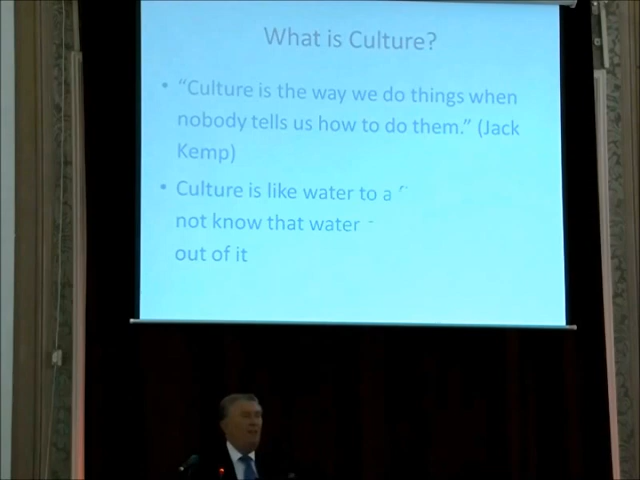 What is Culture?
• “Culture is the way we do things when
nobody tells us how to do them.” (Jack
Kemp)
• Culture is like water to a
not know that water
out of it